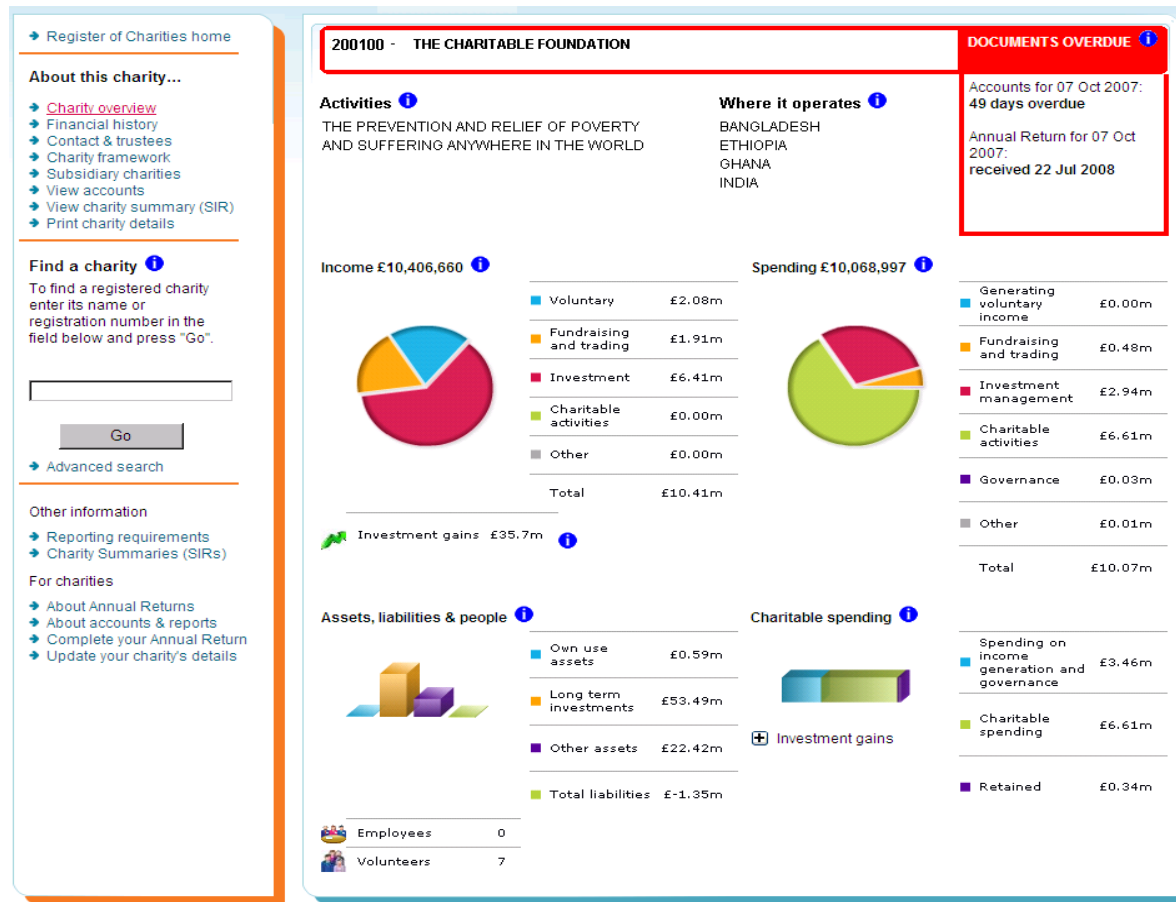 Register of Charities home
About this charity...
Charity overview
Financial history
Contact & trustees
Charity framework
Subsidiary charities
View accounts
View charity summary (SIR)
Print charity details
Find a charity
To find a registered charity
enter its name or
registration number in the
field below and press "Go".
Go
Advanced search
Other information
Reporting requirements
Charity Summaries (SIRs)
For charities
About Annual Returns
About accounts & reports
Complete your Annual Return
Update your charity's details
200100 - THE CHARITABLE FOUNDATION
DOCUMENTS OVERDUE
Accounts for 07 Oct 2007:
49 days overdue
Annual Return for 07 Oct
2007:
received 22 Jul 2008
Activities
THE PREVENTION AND RELIEF OF POVERTY
AND SUFFERING ANYWHERE IN THE WORLD
Where it operates
BANGLADESH
ETHIOPIA
GHANA
INDIA
Income £10,406,660
Voluntary £2.08m
Fundraising
and trading £1.91m
Investment £6.41m
Charitable
activities £0.00m
Other £0.00m
Total £10.41m
Investment gains £35.7m
Spending £10,068,997
Generating
voluntary £0.00m
income
Fundraising
and trading £0.48m
Investment
management £2.94m
Charitable
activities £6.61m
Governance £0.03m
Other £0.01m
Total £10.07m
Assets, liabilities & people
Own use
assets £0.59m
Long term
investments £53.49m
Other assets £22.42m
Total liabilities £-1.35m
Employees 0
Volunteers 7
Charitable spending
Investment gains
Spending on
income
generation and £3.46m
governance
Charitable
spending £6.61m
Retained £0.34m